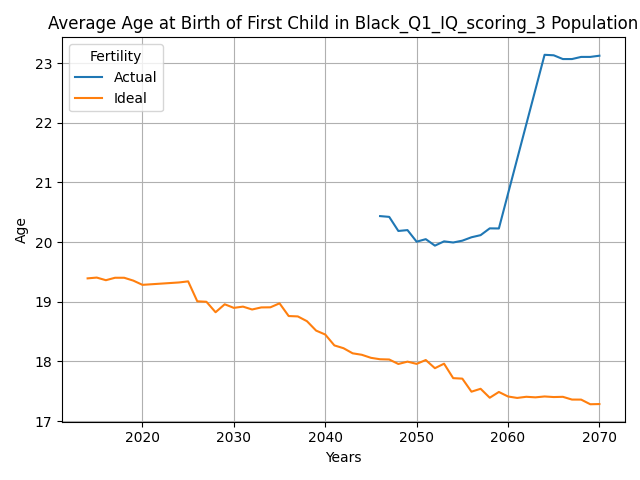 Average Age at Birth of First Child in Black_Q1_IQ_scoring_3 Population
Fertility
Actual
Ideal
23
22
21
20
19
18
17
Age
2020 2030 2040 2050 2060 2070
Years